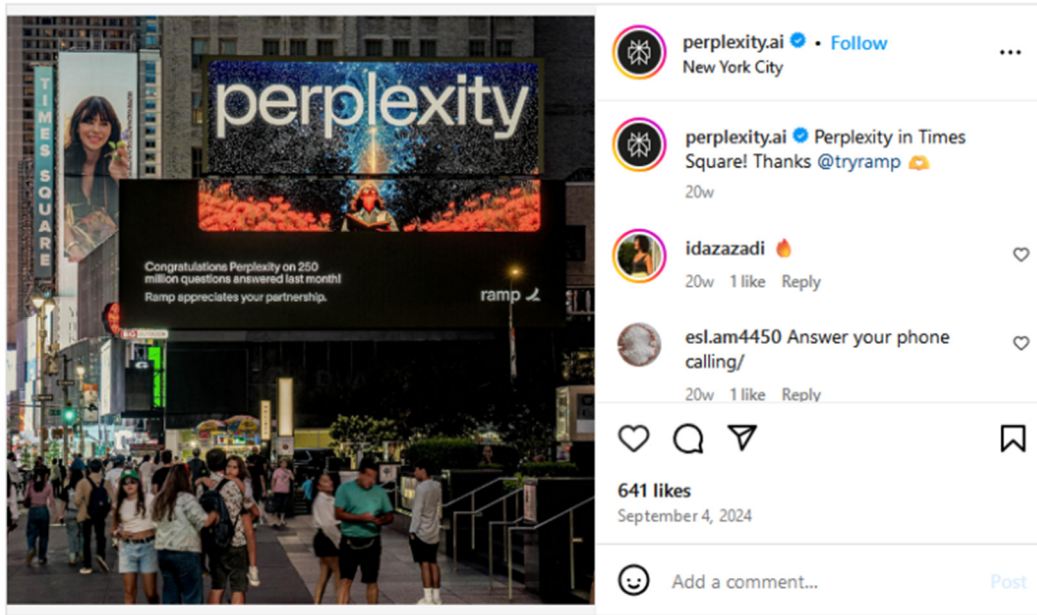 TIMES SQUARE
perplexity
Congratulations Perplexity on 250
million questions answered last month!
Ramp appreciates your partnership.
ramp
perplexity.ai • Follow
New York City
perplexity.ai Perplexity in Times
Square! Thanks @tryramp 🫶
20w
idazazadi 🔥
20w 1 like Reply
esl.am4450 Answer your phone
calling/
20w 1 like Reply
641 likes
September 4, 2024
Add a comment... Post